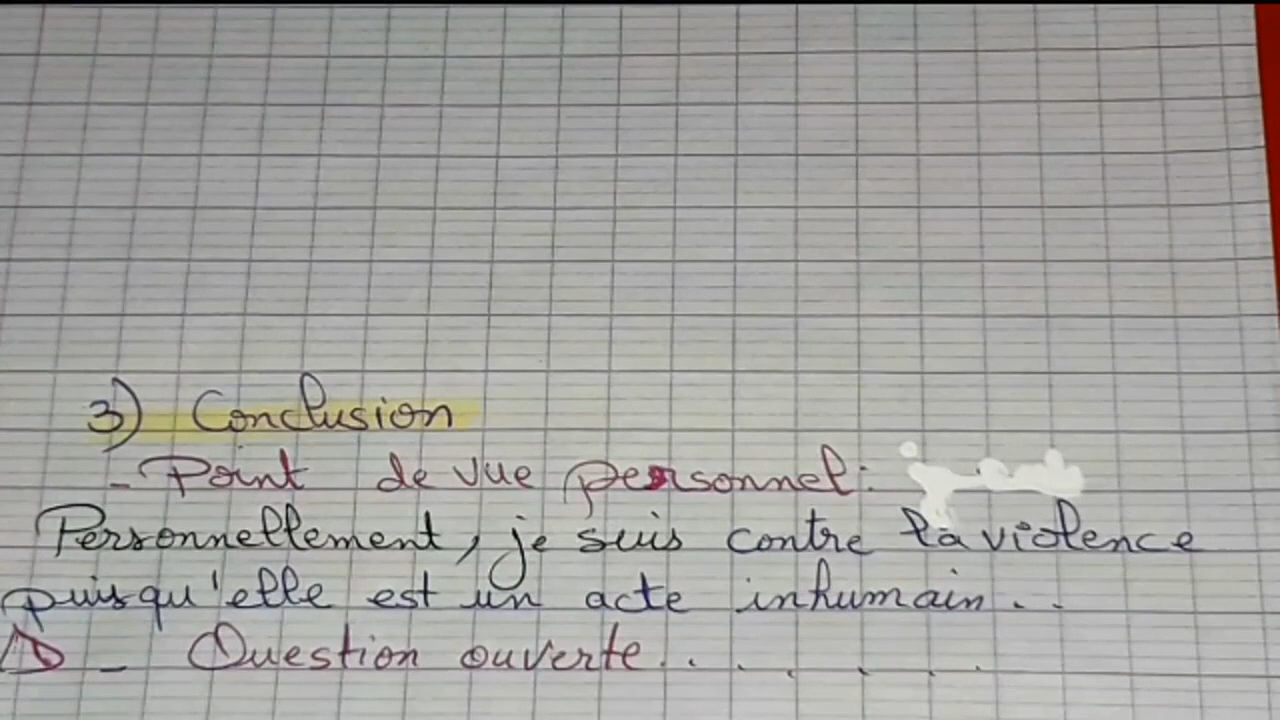 3) Conclusion
- Point de vue personnel:
Personnellement, je suis contre la violence
puisqu'elle est un acte inhumain...
- Question ouverte......